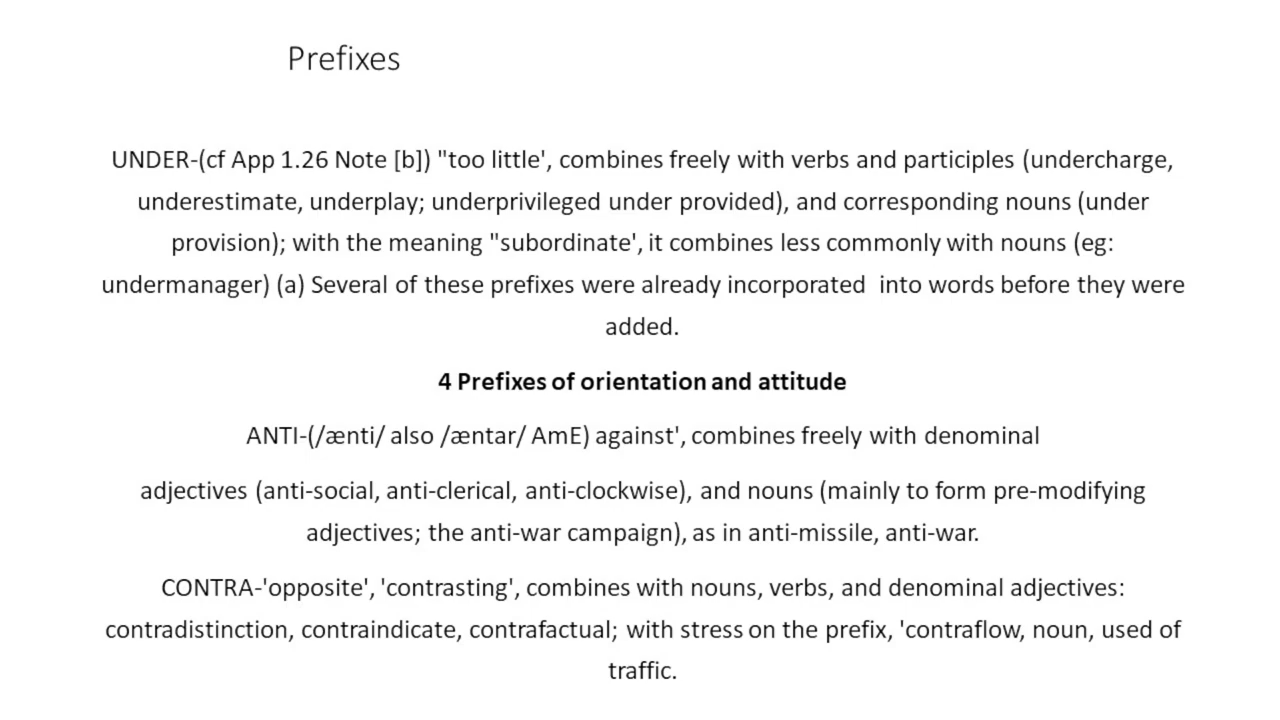 Prefixes
UNDER-(cf App 1.26 Note [b]) "too little', combines freely with verbs and participles (undercharge,
underestimate, underplay; underprivileged under provided), and corresponding nouns (under
provision); with the meaning "subordinate', it combines less commonly with nouns (eg:
undermanager) (a) Several of these prefixes were already incorporated  into words before they were
added.
4 Prefixes of orientation and attitude
ANTI-(/ænti/ also /æntar/ AmE) against', combines freely with denominal
adjectives (anti-social, anti-clerical, anti-clockwise), and nouns (mainly to form pre-modifying
adjectives; the anti-war campaign), as in anti-missile, anti-war.
CONTRA-'opposite', 'contrasting', combines with nouns, verbs, and denominal adjectives:
contradistinction, contraindicate, contrafactual; with stress on the prefix, 'contraflow, noun, used of
traffic.